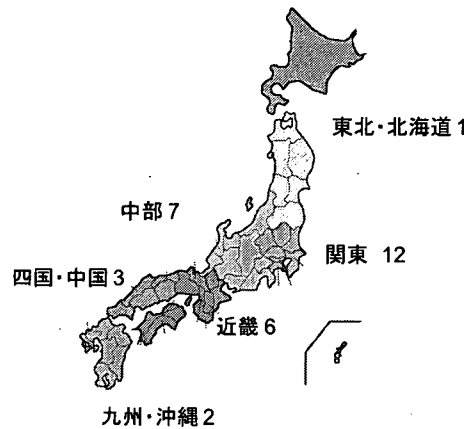 東北・北海道 1
中部 7
関東 12
四国・中国 3
近畿 6
九州・沖縄 2